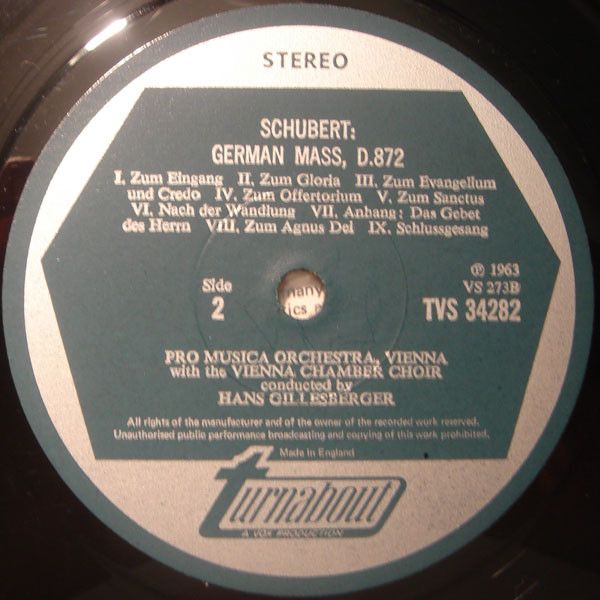 STEREO
SCHUBERT:
GERMAN MASS, D.872
I. Zum Eingang II. Zum Gloria III. Zum Evangelium
und Credo IV. Zum Offertorium V. Zum Sanctus
VI. Nach der Wandlung VII. Anhang: Das Gebet
des Herrn VIII. Zum Agnus Dei IX. Schlussgesang
Side
2
℗ 1963
VS 273B
TVS 34282
PRO MUSICA ORCHESTRA, VIENNA
with the VIENNA CHAMBER CHOIR
conducted by
HANS GILLESBERGER
All rights of the manufacturer and of the owner of the recorded work reserved.
Unauthorised public performance broadcasting and copying of this work prohibited.
Made in England
turnabout
A VOX PRODUCTION